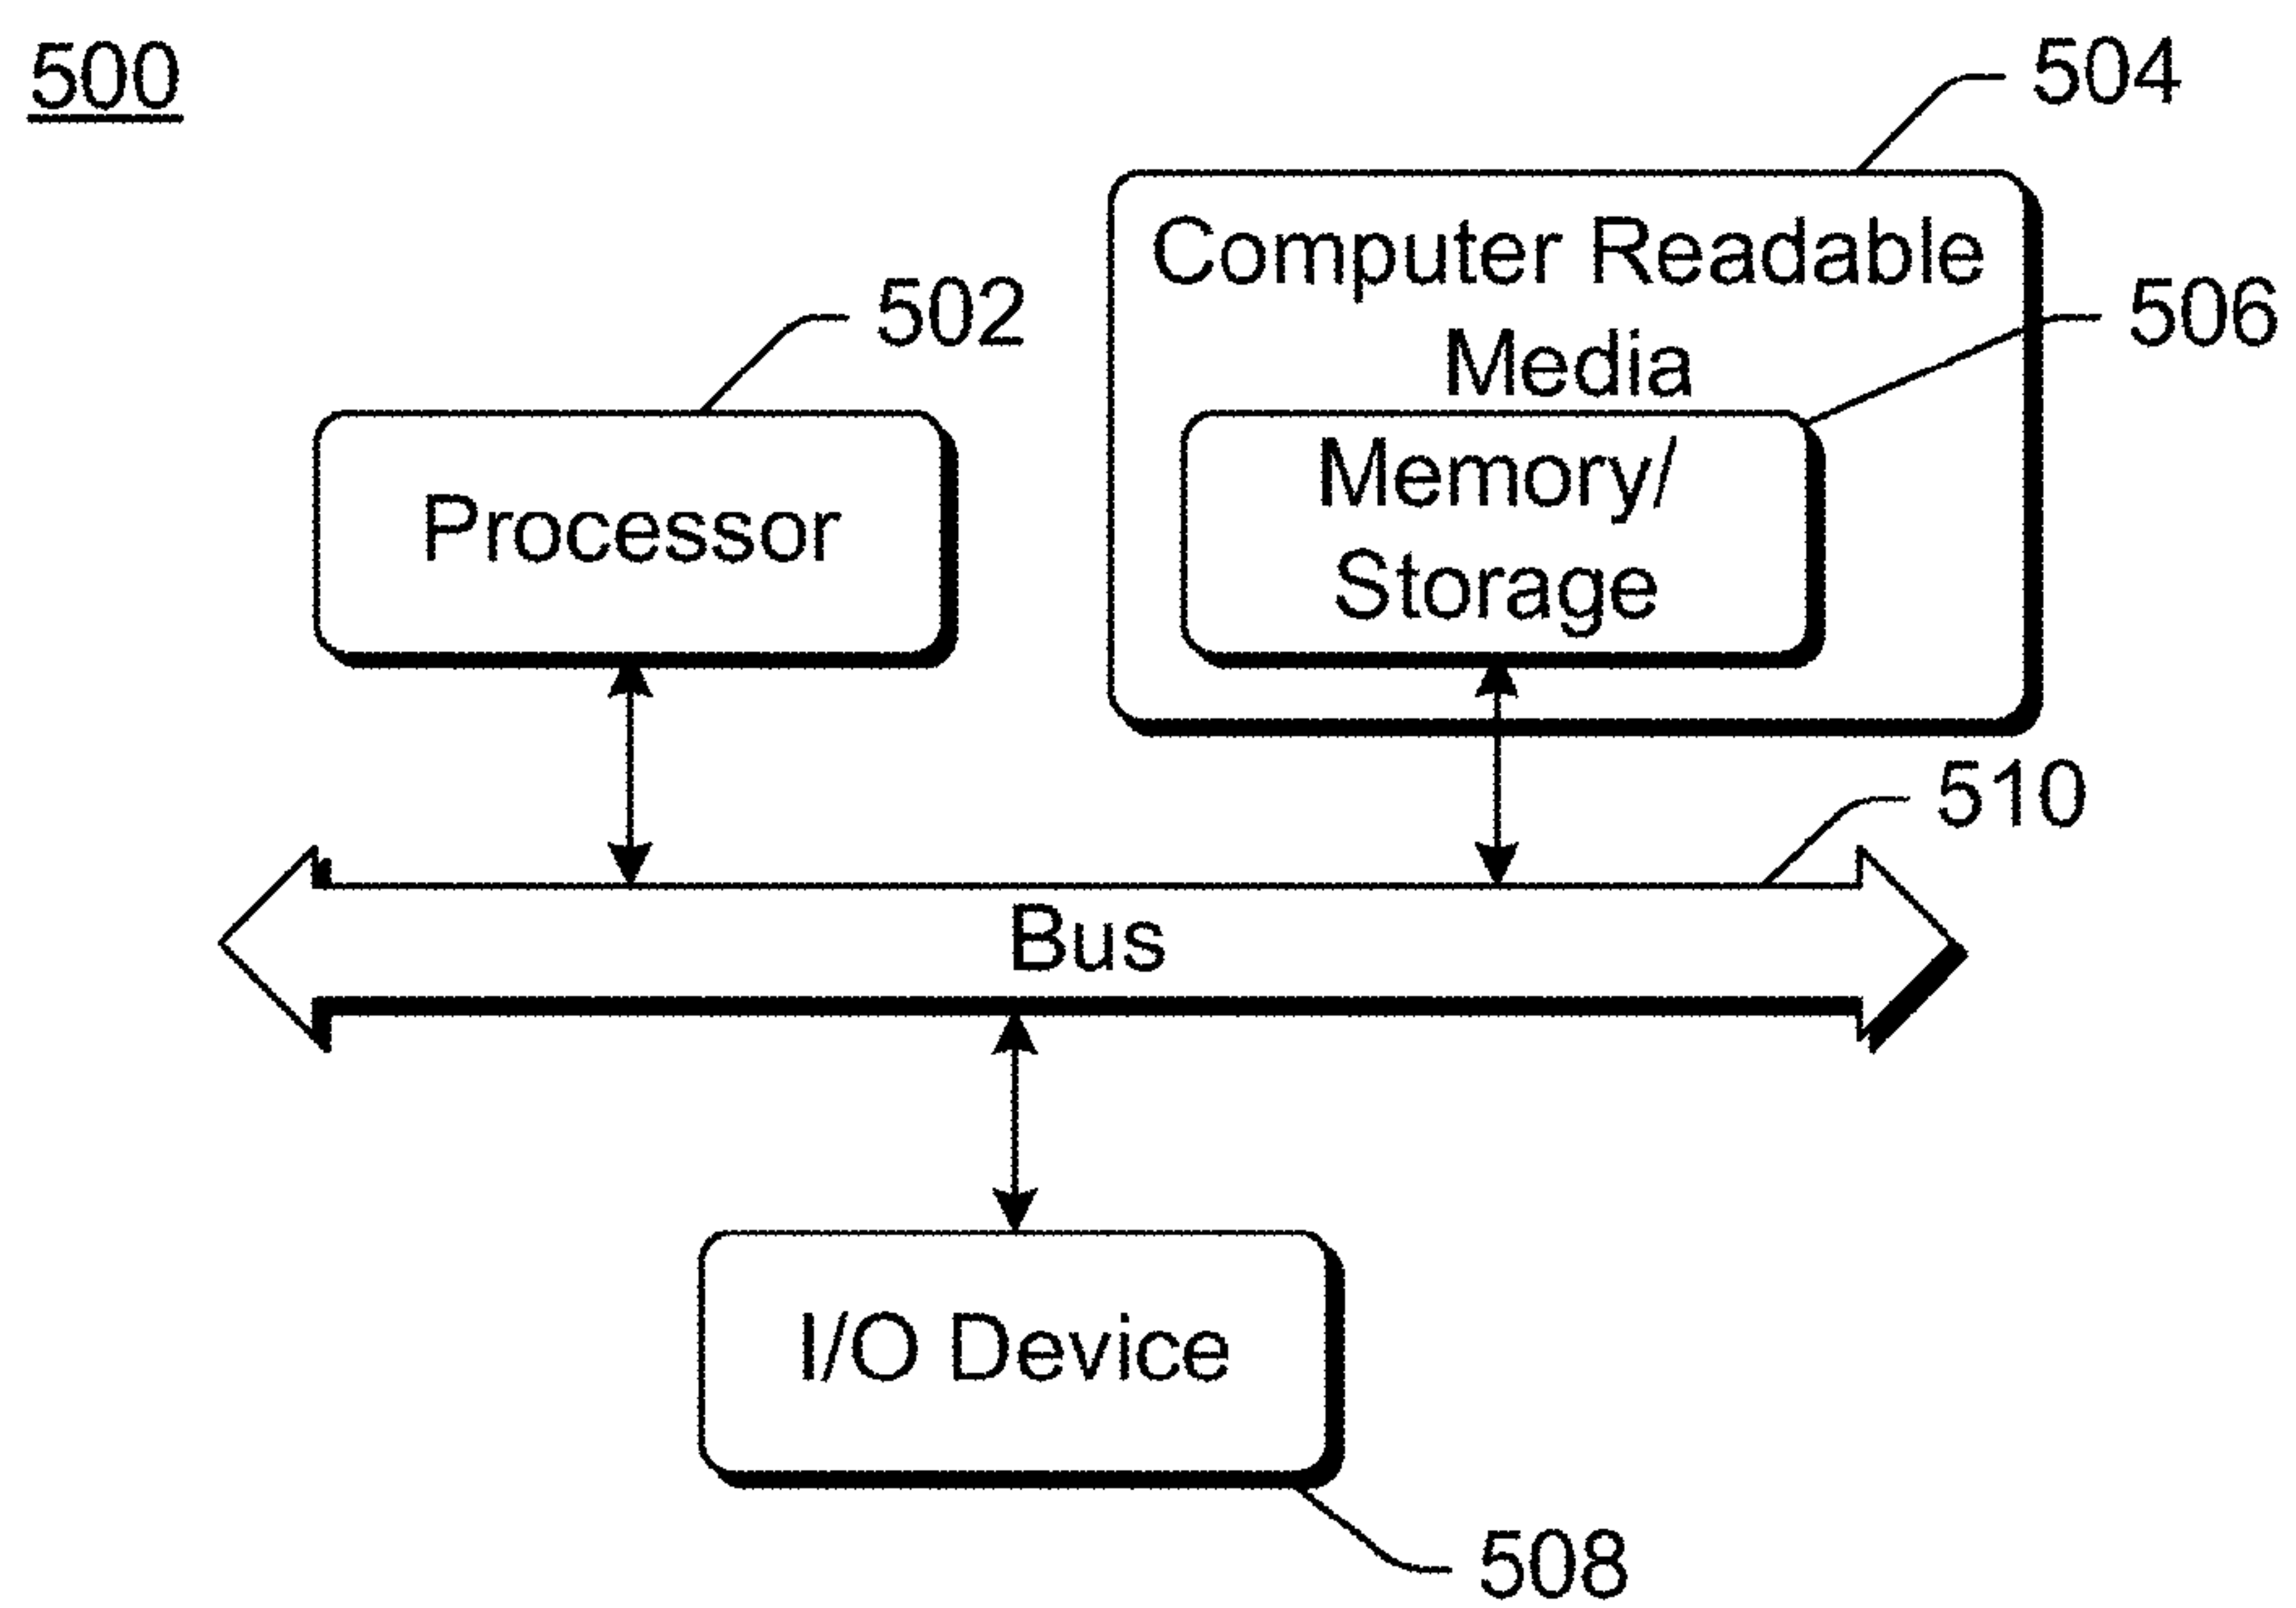 500
504
Computer Readable
Media
506
502
Memory/
Storage
Processor
510
Bus
I/O Device
508